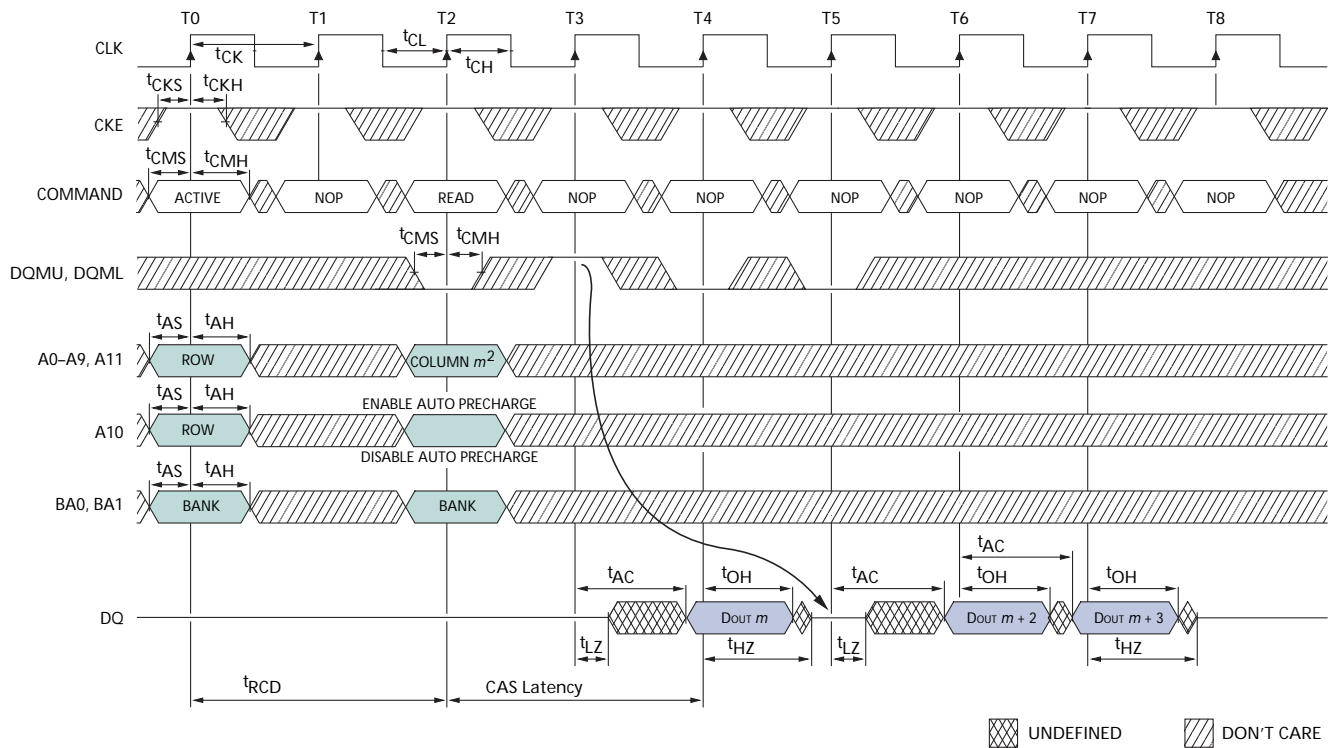 T0 T1 T2 T3 T4 T5 T6 T7 T8
CLK
tCK tCL tCH
tCKS tCKH
CKE
tCMS tCMH
COMMAND ACTIVE NOP READ NOP NOP NOP NOP NOP NOP
tCMS tCMH
DQMU, DQML
tAS tAH
A0–A9, A11 ROW COLUMN m2
tAS tAH ENABLE AUTO PRECHARGE
A10 ROW
DISABLE AUTO PRECHARGE
tAS tAH
BA0, BA1 BANK BANK
tAC
tAC tOH tAC tOH tOH
DQ DOUT m DOUT m + 2 DOUT m + 3
tLZ tHZ tLZ tHZ
tRCD CAS Latency
UNDEFINED DON'T CARE